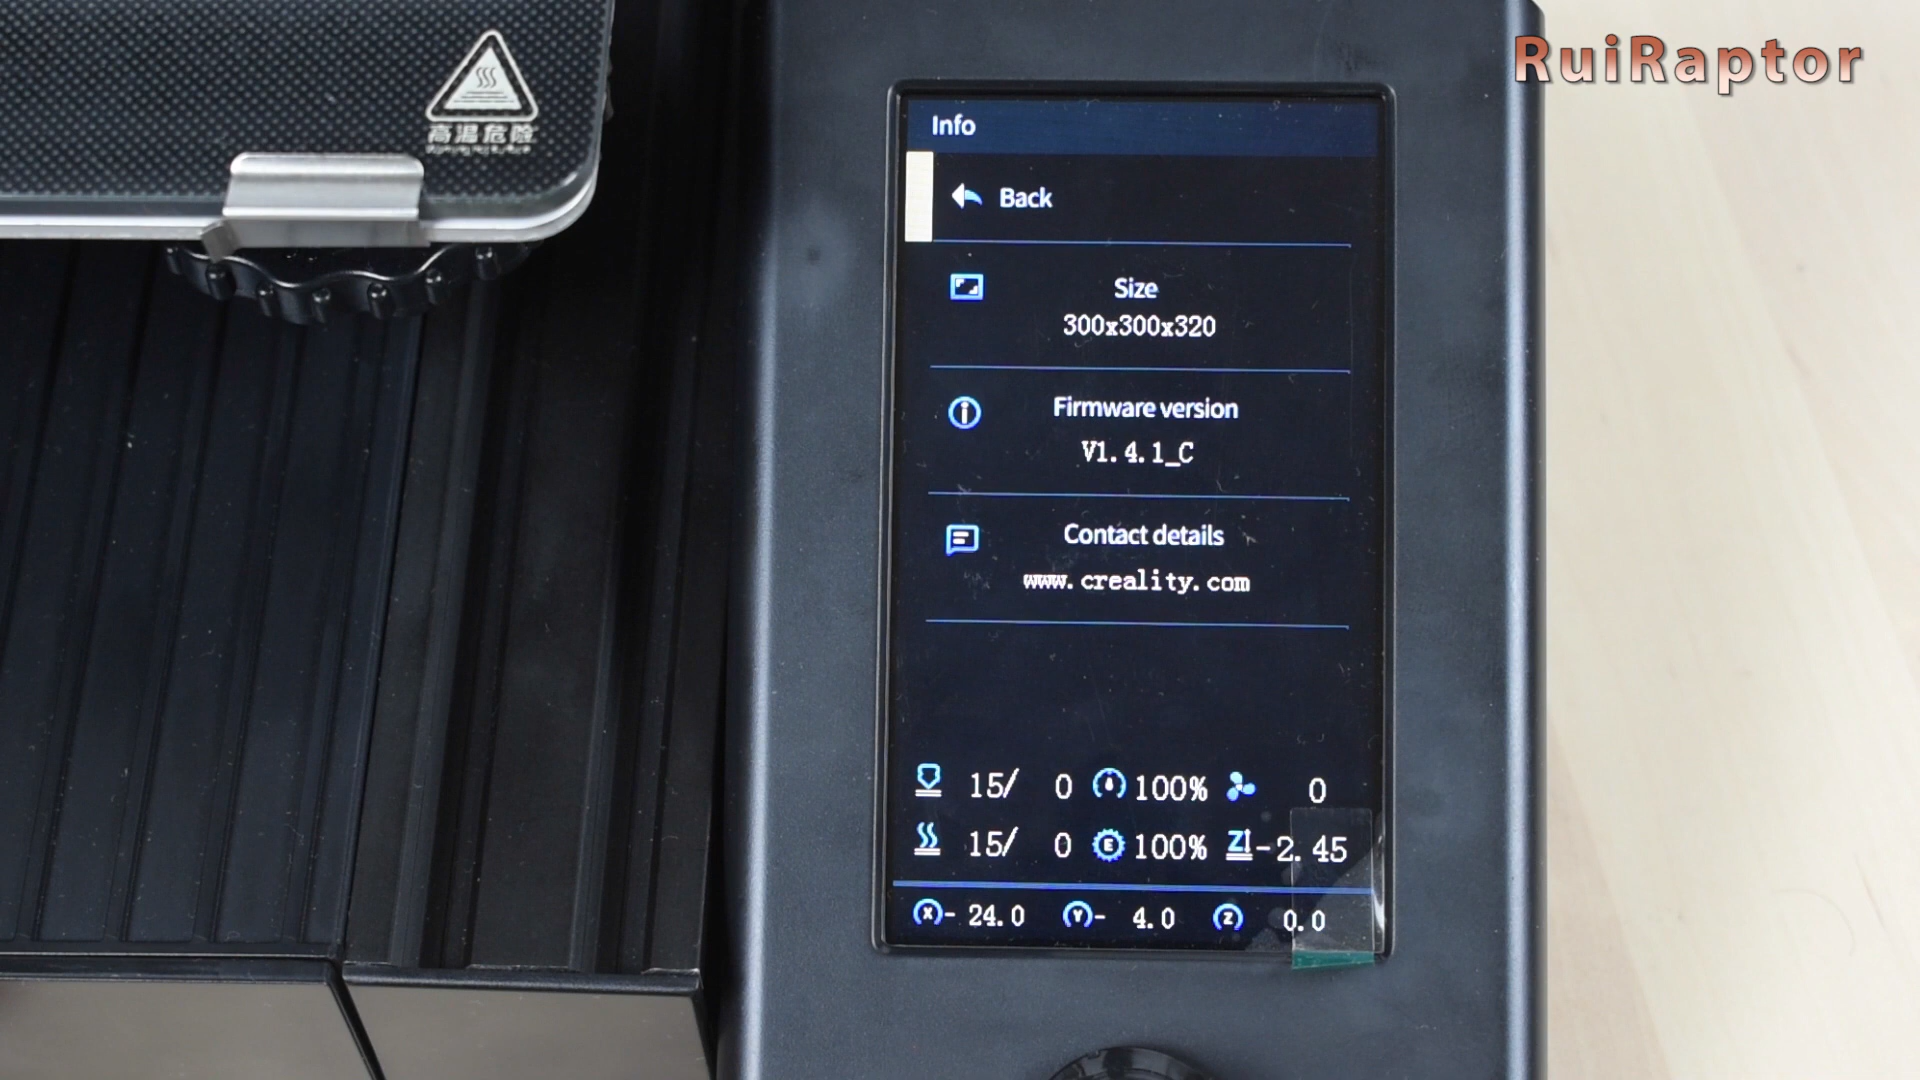 RuiRaptor
高温危险
Info
Back
Size
300x300x320
Firmware version
V1.4.1_C
Contact details
www.creality.com
15/ 0 100% 0
15/ 0 E 100% Z -2.45
X - 24.0 Y - 4.0 Z 0.0